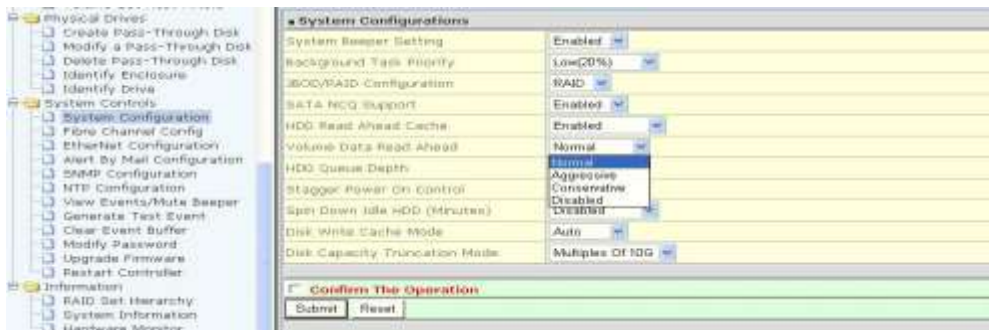 Physical Drives
Create Pass-Through Disk
Modify a Pass-Through Disk
Delete Pass-Through Disk
Identify Enclosure
Identify Drive
System Controls
System Configuration
Fibre Channel Config
EtherNet Configuration
Alert By Mail Configuration
SNMP Configuration
NTP Configuration
View Events/Mute Beeper
Generate Test Event
Clear Event Buffer
Modify Password
Upgrade Firmware
Restart Controller
Information
RAID Set Hierarchy
System Information
Hardware Monitor
System Configurations
System Beeper Setting Enabled
Background Task Priority Low(20%)
JBOD/RAID Configuration RAID
SATA NCQ Support Enabled
HDD Read Ahead Cache Enabled
Volume Data Read Ahead Normal
Normal
HDD Queue Depth Aggressive
Stagger Power On Control Conservative
Disabled
Spin Down Idle HDD (Minutes) Disabled
Disk Write Cache Mode Auto
Disk Capacity Truncation Mode Multiples Of 10G
Confirm The Operation
Submit Reset